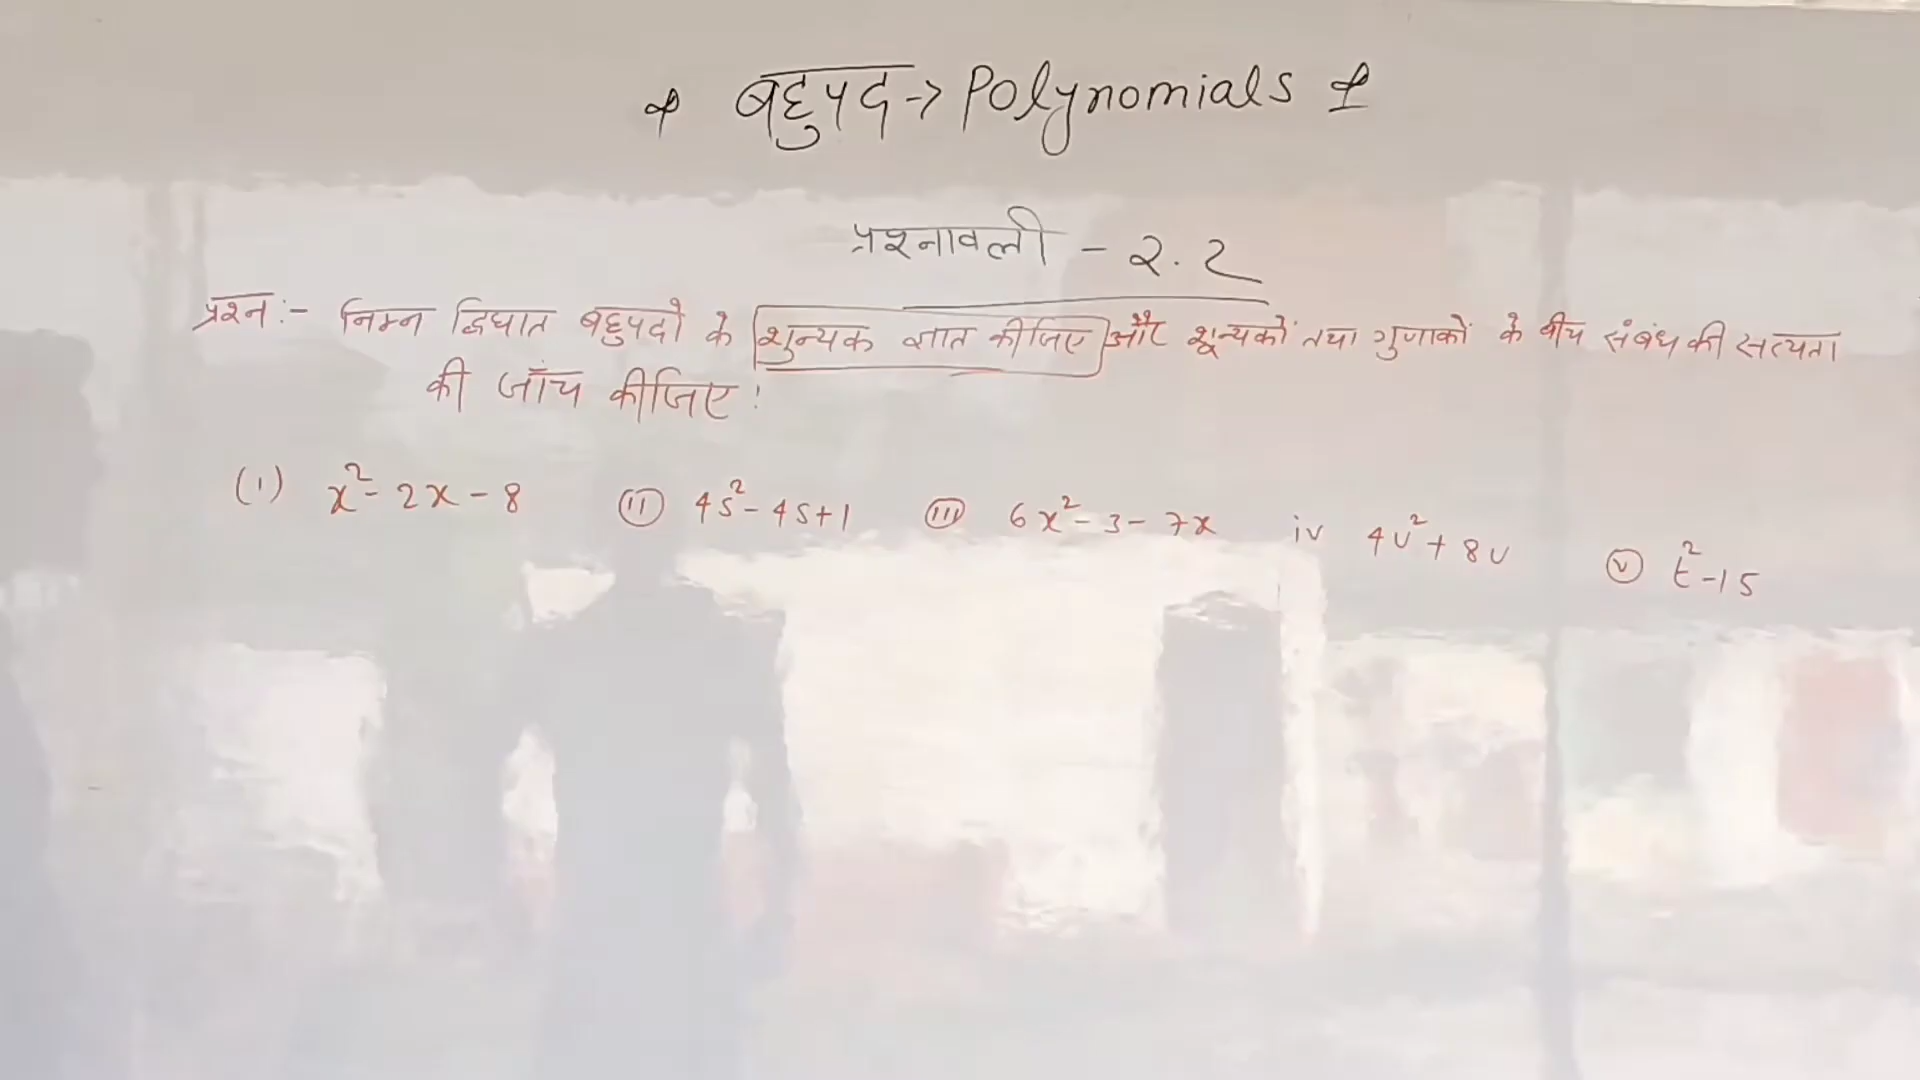 * बहुपद → Polynomials *
प्रश्नावली - 2.2
प्रश्न :- निम्न द्विघात बहुपदों के शुन्यक ज्ञात कीजिए और शून्यकों तथा गुणाकों के बीच संबंध की सत्यता
की जाँच कीजिए !
(i) x² - 2x - 8 (ii) 4s² - 4s + 1 (iii) 6x² - 3 - 7x iv 4u² + 8u (v) t² - 15